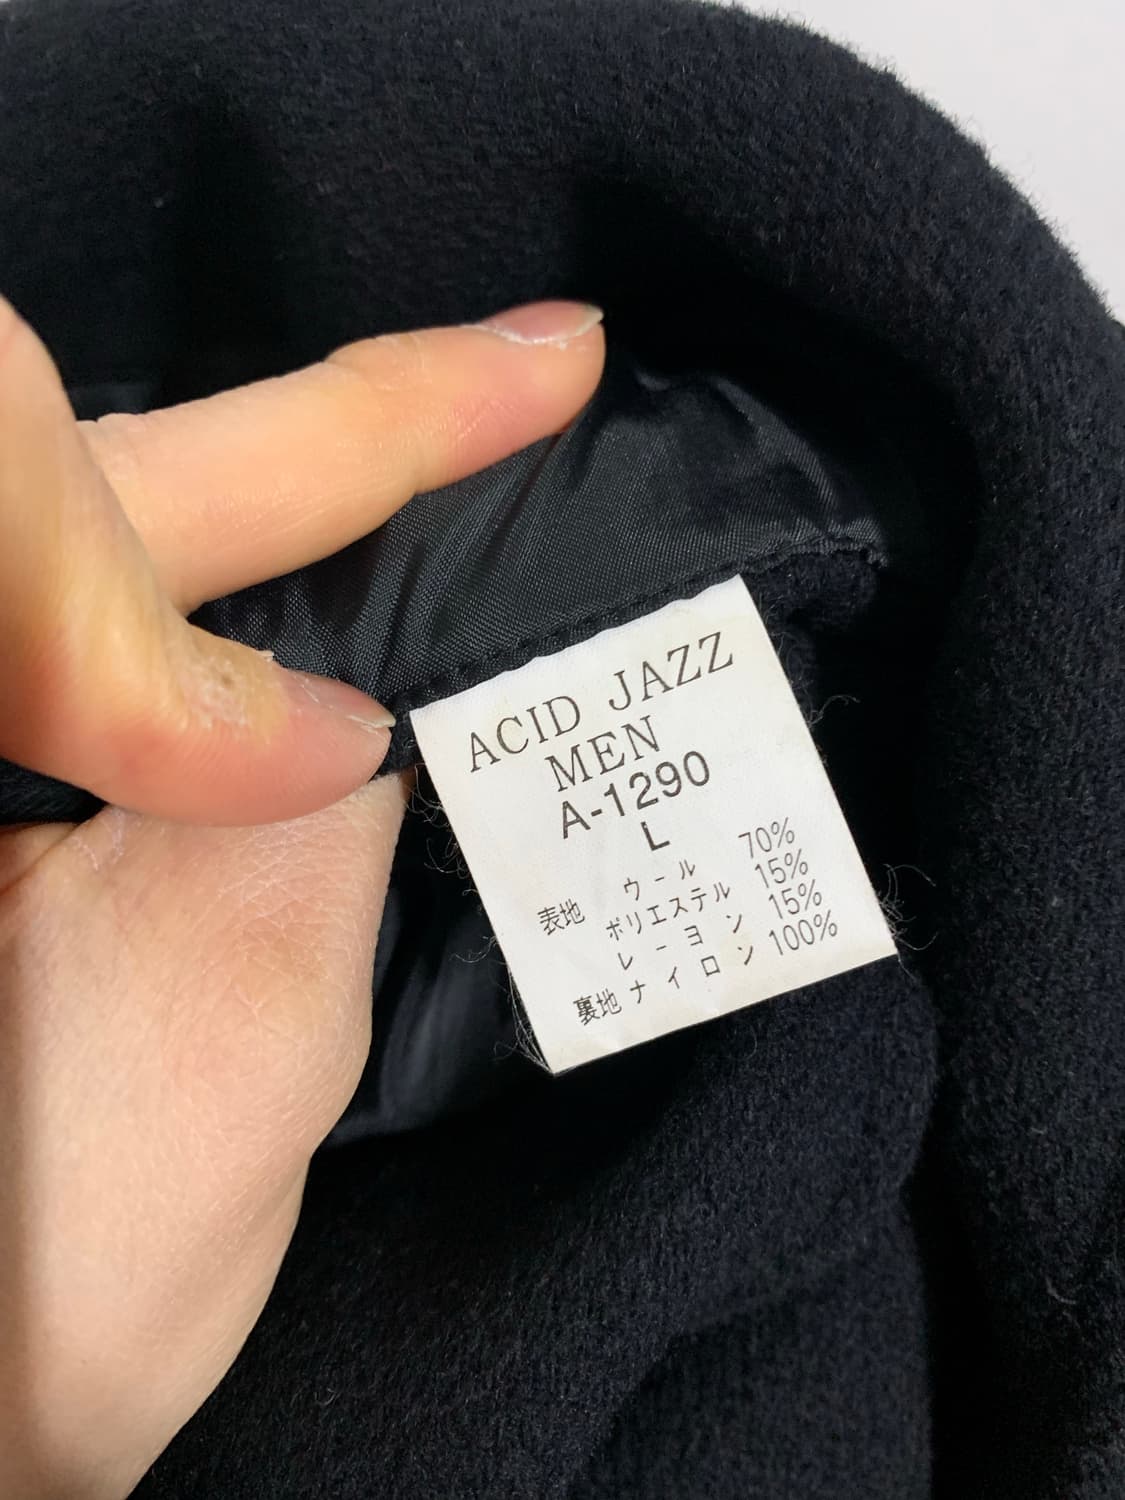 ACID JAZZ
MEN
A-1290
L
表地 ウール 70%
ポリエステル 15%
レーヨン 15%
裏地 ナイロン 100%